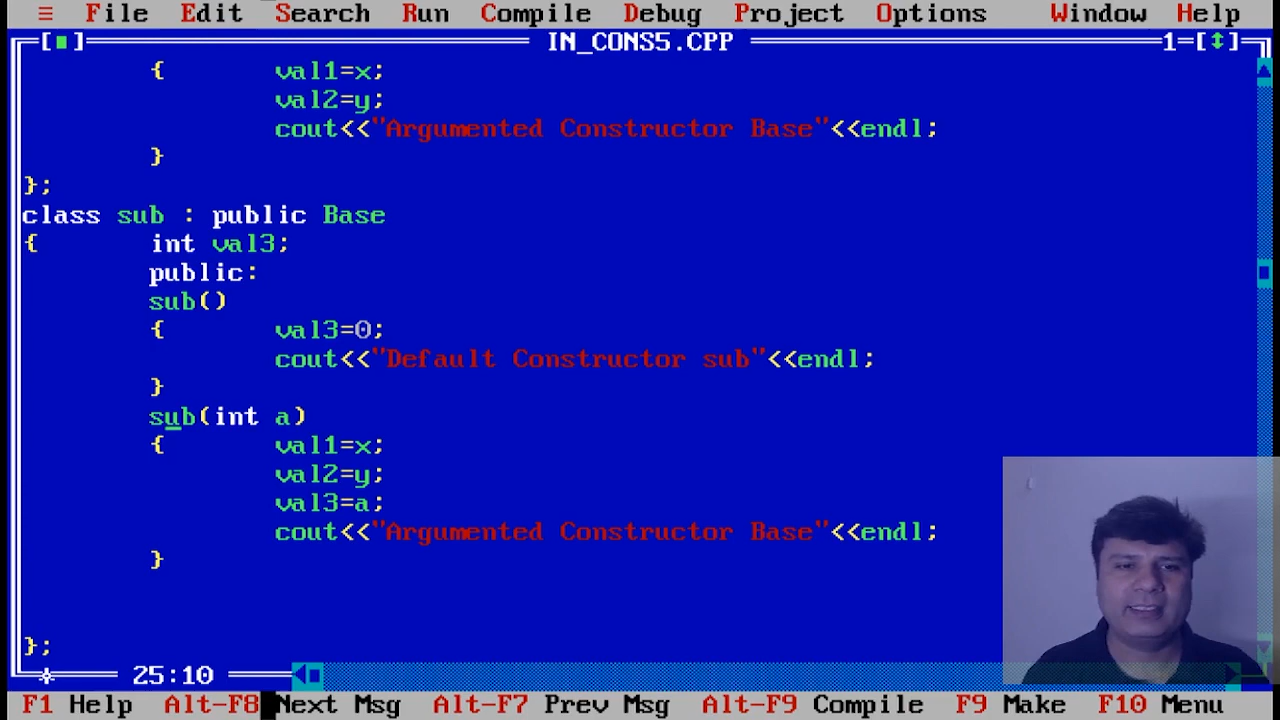 ≡ File Edit Search Run Compile Debug Project Options Window Help
[■] IN_CONS5.CPP 1=[↕]
{ val1=x;
val2=y;
cout<<"Argumented Constructor Base"<<endl;
}
};
class sub : public Base
{ int val3;
public:
sub()
{ val3=0;
cout<<"Default Constructor sub"<<endl;
}
sub(int a)
{ val1=x;
val2=y;
val3=a;
cout<<"Argumented Constructor Base"<<endl;
}
};
25:10
F1 Help Alt-F8 Next Msg Alt-F7 Prev Msg Alt-F9 Compile F9 Make F10 Menu